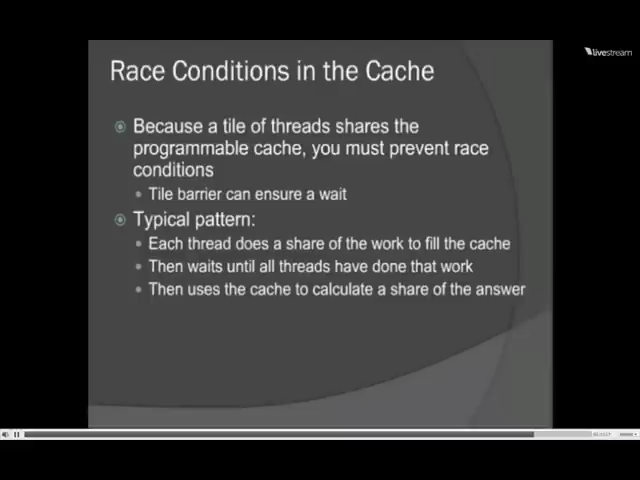 livestream
Race Conditions in the Cache
Because a tile of threads shares the
programmable cache, you must prevent race
conditions
Tile barrier can ensure a wait
Typical pattern:
Each thread does a share of the work to fill the cache
Then waits until all threads have done that work
Then uses the cache to calculate a share of the answer